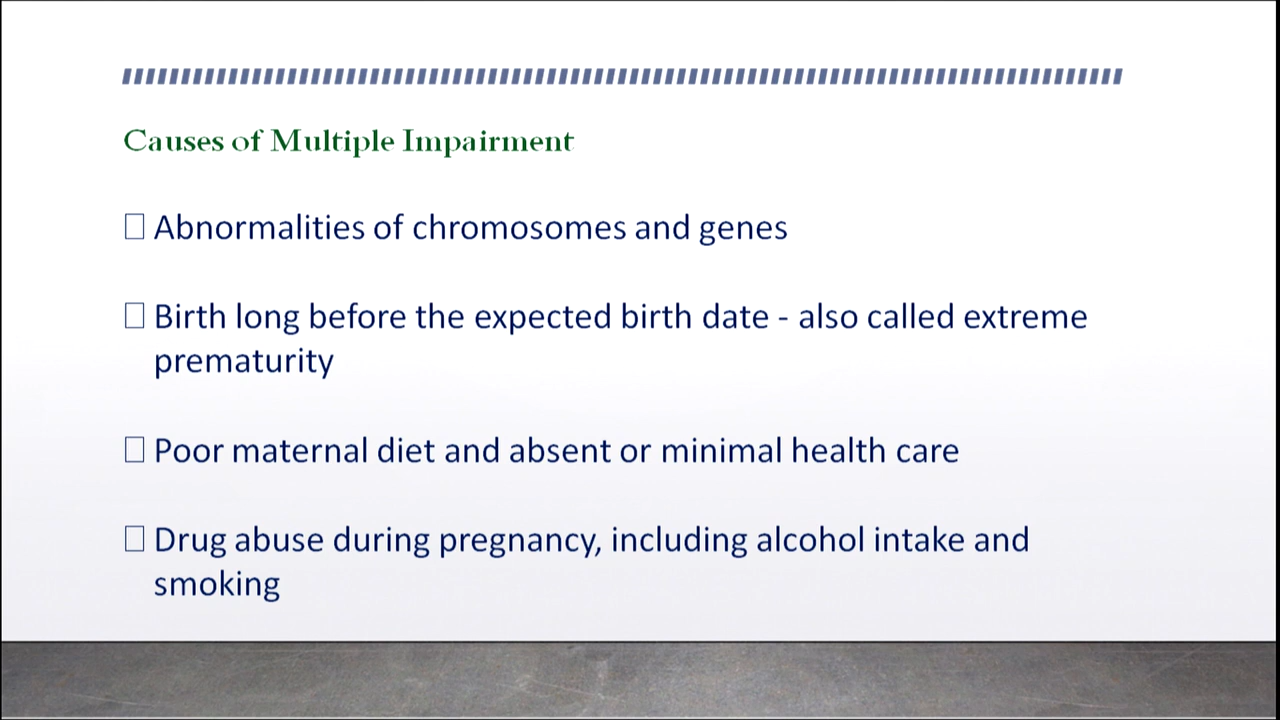 Causes of Multiple Impairment
Abnormalities of chromosomes and genes
Birth long before the expected birth date - also called extreme
prematurity
Poor maternal diet and absent or minimal health care
Drug abuse during pregnancy, including alcohol intake and
smoking